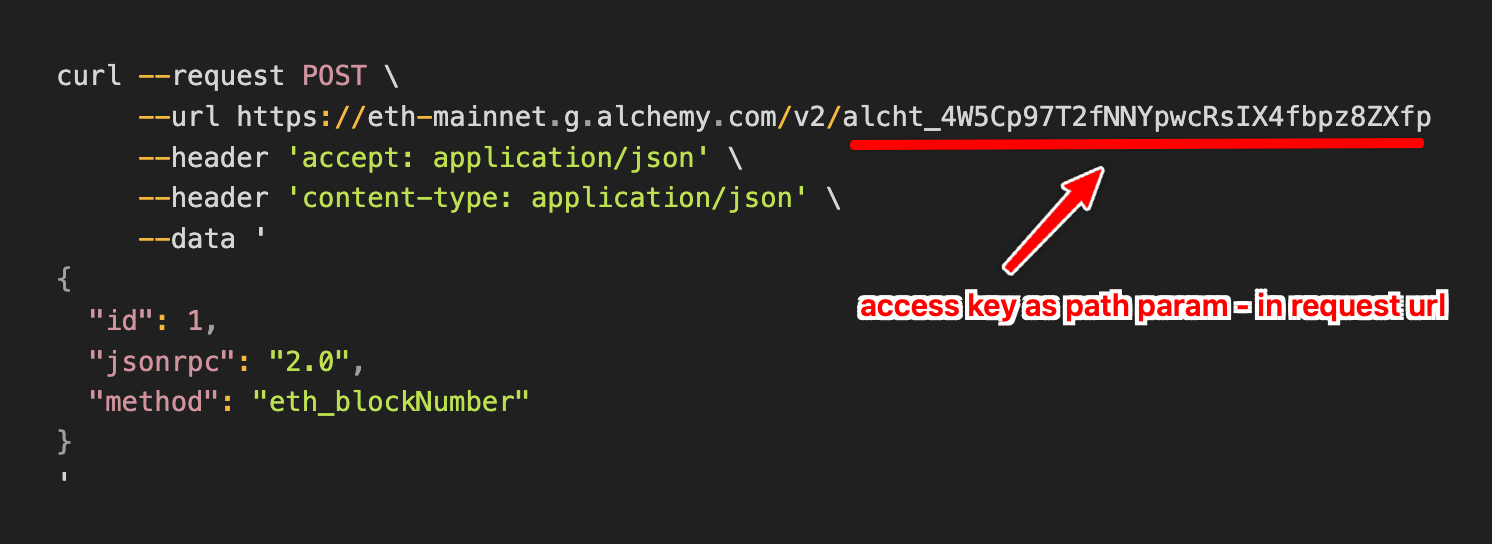 curl --request POST \
--url https://eth-mainnet.g.alchemy.com/v2/alcht_4W5Cp97T2fNNYpwcRsIX4fbpz8ZXfp
--header 'accept: application/json' \
--header 'content-type: application/json' \
--data '
{
"id": 1,
access key as path param - in request url
"jsonrpc": "2.0",
"method": "eth_blockNumber"
}
'